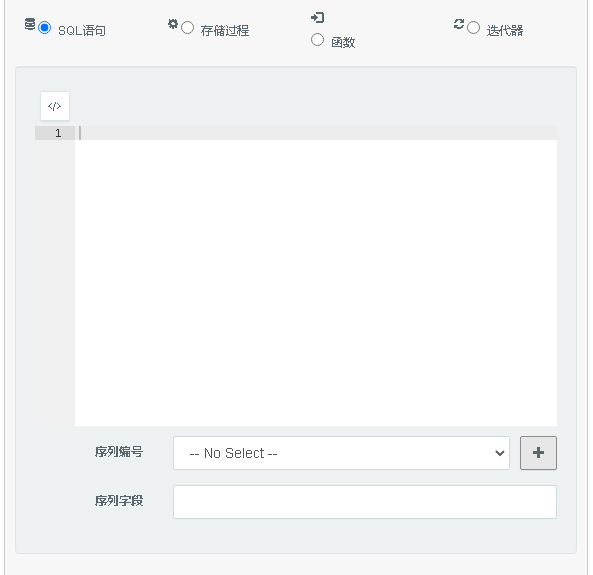 SQL语句 存储过程 函数 迭代器
</>
1
序列编号 -- No Select -- +
序列字段